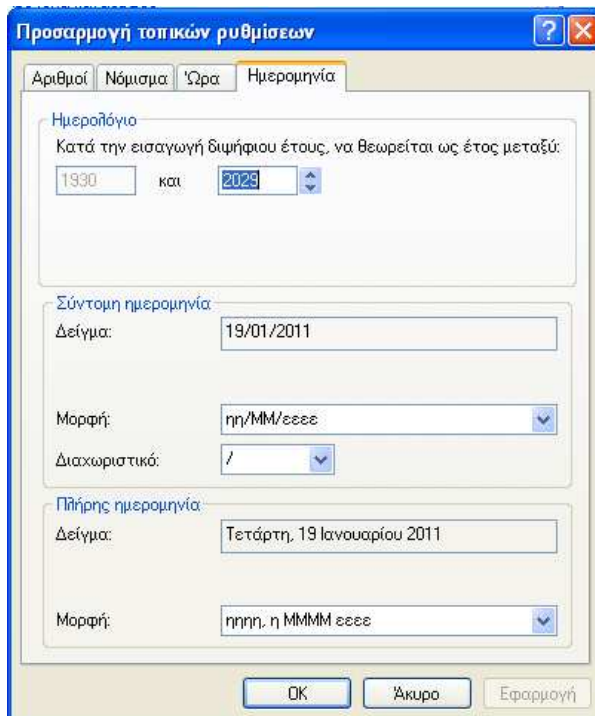 Προσαρμογή τοπικών ρυθμίσεων
Αριθμοί Νόμισμα Ώρα Ημερομηνία
Ημερολόγιο
Κατά την εισαγωγή διψήφιου έτους, να θεωρείται ως έτος μεταξύ:
1930 και 2029
Σύντομη ημερομηνία
Δείγμα: 19/01/2011
Μορφή: ηη/ΜΜ/εεεε
Διαχωριστικό: /
Πλήρης ημερομηνία
Δείγμα: Τετάρτη, 19 Ιανουαρίου 2011
Μορφή: ηηηη, η ΜΜΜΜ εεεε
OK Άκυρο Εφαρμογή